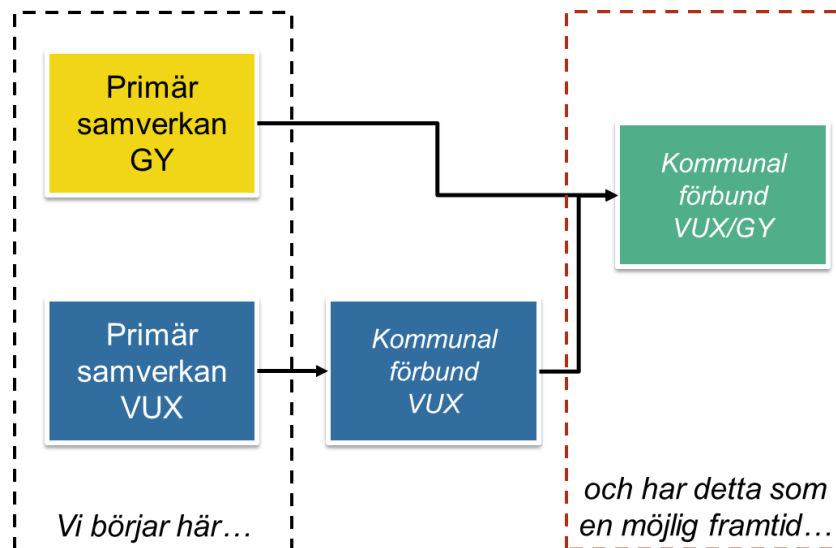 Primär
samverkan
GY
Kommunal
förbund
VUX/GY
Primär
samverkan
VUX
Kommunal
förbund
VUX
Vi börjar här…
och har detta som
en möjlig framtid…